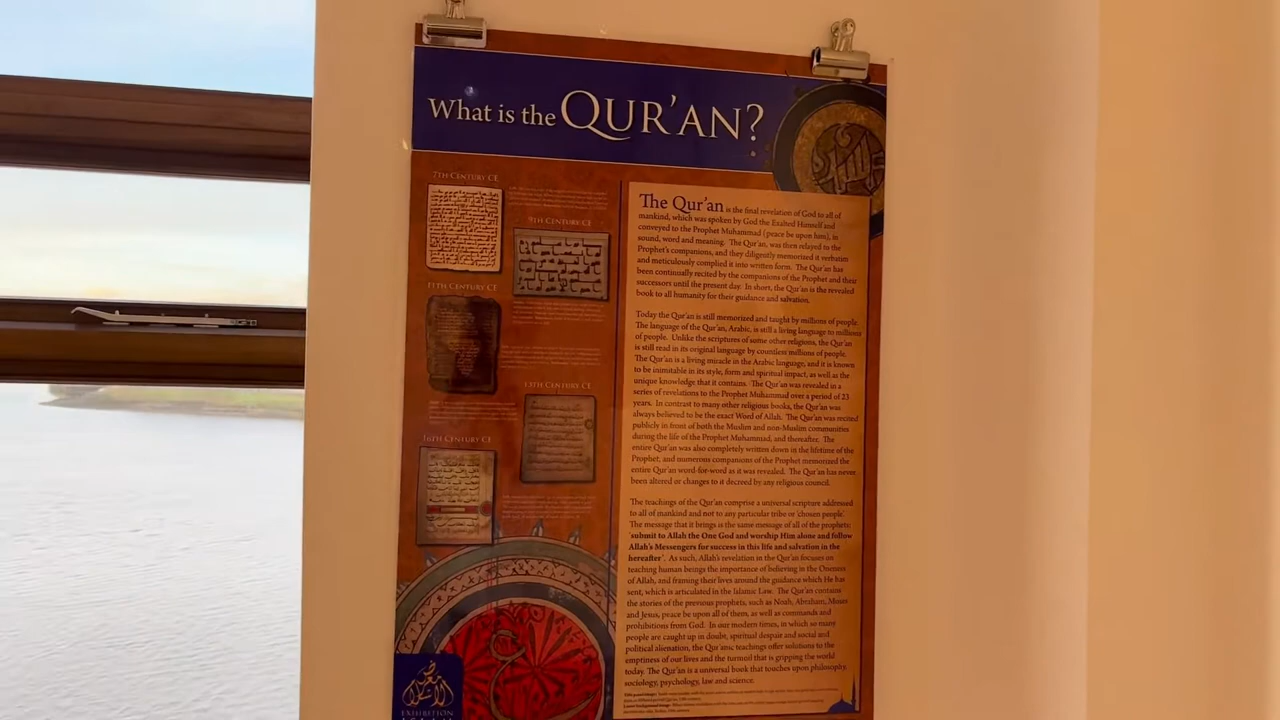 What is the QUR'AN?
7TH CENTURY CE
9TH CENTURY CE
11TH CENTURY CE
13TH CENTURY CE
16TH CENTURY CE
The Qur'an is the final revelation of God to all of
mankind, which was spoken by God the Exalted Himself and
conveyed to the Prophet Muhammad (peace be upon him), in
sound, word and meaning. The Qur'an, was then relayed to the
Prophet's companions, and they diligently memorized it verbatim
and meticulously complied it into written form. The Qur'an has
been continually recited by the companions of the Prophet and their
successors until the present day. In short, the Qur'an is the revealed
book to all humanity for their guidance and salvation.
Today the Qur'an is still memorized and taught by millions of people.
The language of the Qur'an, Arabic, is still a living language to millions
of people. Unlike the scriptures of some other religions, the Qur'an
is still read in its original language by countless millions of people.
The Qur'an is a living miracle in the Arabic language, and it is known
to be inimitable in its style, form and spiritual impact, as well as the
unique knowledge that it contains. The Qur'an was revealed in a
series of revelations to the Prophet Muhammad over a period of 23
years. In contrast to many other religious books, the Qur'an was
always believed to be the exact Word of Allah. The Qur'an was recited
publicly in front of both the Muslim and non-Muslim communities
during the life of the Prophet Muhammad, and thereafter. The
entire Qur'an was also completely written down in the lifetime of the
Prophet, and numerous companions of the Prophet memorized the
entire Qur'an word-for-word as it was revealed. The Qur'an has never
been altered or changes to it decreed by any religious council.
The teachings of the Qur'an comprise a universal scripture addressed
to all of mankind and not to any particular tribe or 'chosen people'.
The message that it brings is the same message of all of the prophets:
'submit to Allah the One God and worship Him alone and follow
Allah's Messengers for success in this life and salvation in the
hereafter'. As such, Allah's revelation in the Qur'an focuses on
teaching human beings the importance of believing in the Oneness
of Allah, and framing their lives around the guidance which He has
sent, which is articulated in the Islamic Law. The Qur'an contains
the stories of the previous prophets, such as Noah, Abraham, Moses
and Jesus, peace be upon all of them, as well as commands and
prohibitions from God. In our modern times, in which so many
people are caught up in doubt, spiritual despair and social and
political alienation, the Qur'anic teachings offer solutions to the
emptiness of our lives and the turmoil that is gripping the world
today. The Qur'an is a universal book that touches upon philosophy,
sociology, psychology, law and science.
EXHIBITION
ISLAM